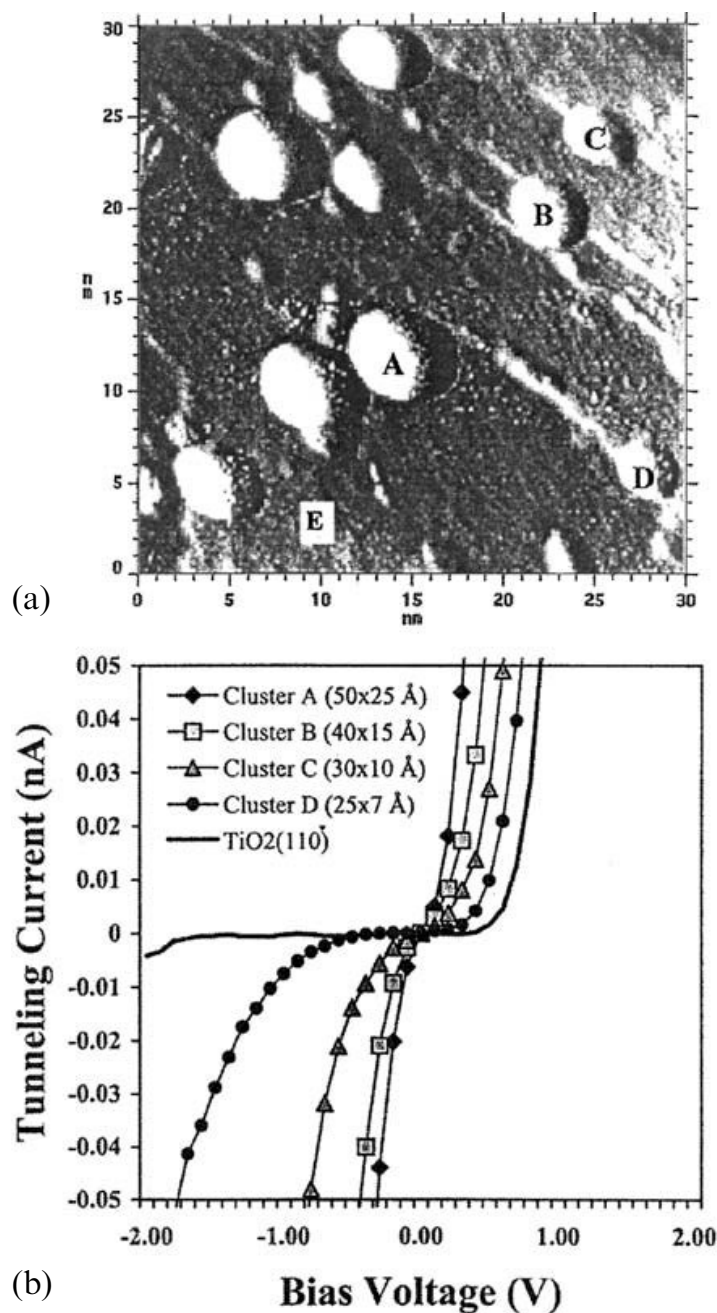 30
25
20
15
10
5
0
nm
A
B
C
D
E
0 5 10 15 20 25 30
nm
(a)
0.05
0.04
0.03
0.02
0.01
0
-0.01
-0.02
-0.03
-0.04
-0.05
Tunneling Current (nA)
Cluster A (50x25 Å)
Cluster B (40x15 Å)
Cluster C (30x10 Å)
Cluster D (25x7 Å)
TiO2(110)
-2.00 -1.00 0.00 1.00 2.00
Bias Voltage (V)
(b)